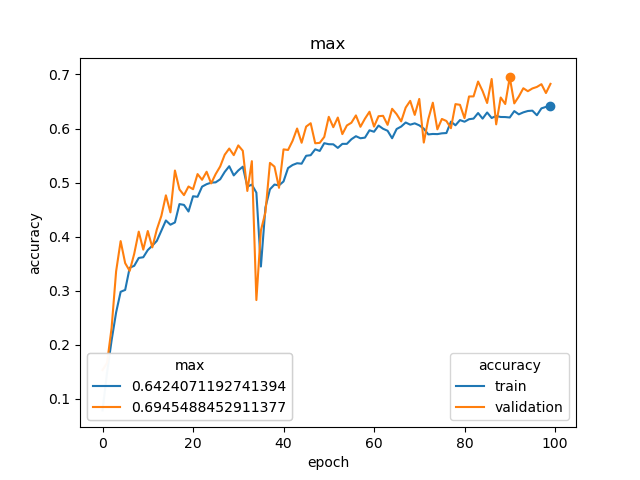 max
0.7
0.6
0.5
0.4
0.3
0.2
0.1
accuracy
max
0.6424071192741394
0.6945488452911377
accuracy
train
validation
0 20 40 60 80 100
epoch